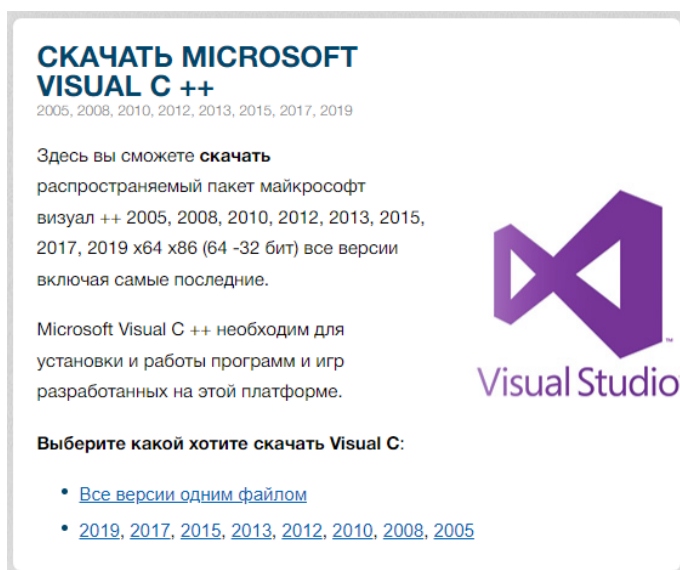 СКАЧАТЬ MICROSOFT
VISUAL C ++
2005, 2008, 2010, 2012, 2013, 2015, 2017, 2019
Здесь вы сможете скачать
распространяемый пакет майкрософт
визуал ++ 2005, 2008, 2010, 2012, 2013, 2015,
2017, 2019 x64 x86 (64 -32 бит) все версии
включая самые последние.
Microsoft Visual C ++ необходим для
установки и работы программ и игр
разработанных на этой платформе.
Visual Studio
Выберите какой хотите скачать Visual C:
• Все версии одним файлом
• 2019, 2017, 2015, 2013, 2012, 2010, 2008, 2005